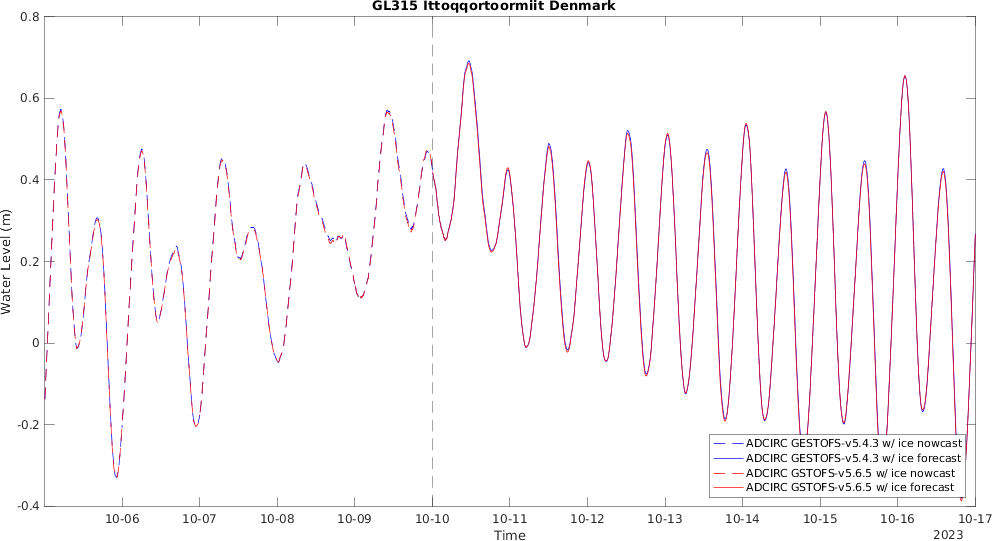 GL315 Ittoqqortoormiit Denmark
0.8
0.6
0.4
0.2
0
-0.2
-0.4
Water Level (m)
10-06 10-07 10-08 10-09 10-10 10-11 10-12 10-13 10-14 10-15 10-16 10-17
Time
2023
ADCIRC GESTOFS-v5.4.3 w/ ice nowcast
ADCIRC GESTOFS-v5.4.3 w/ ice forecast
ADCIRC GSTOFS-v5.6.5 w/ ice nowcast
ADCIRC GSTOFS-v5.6.5 w/ ice forecast